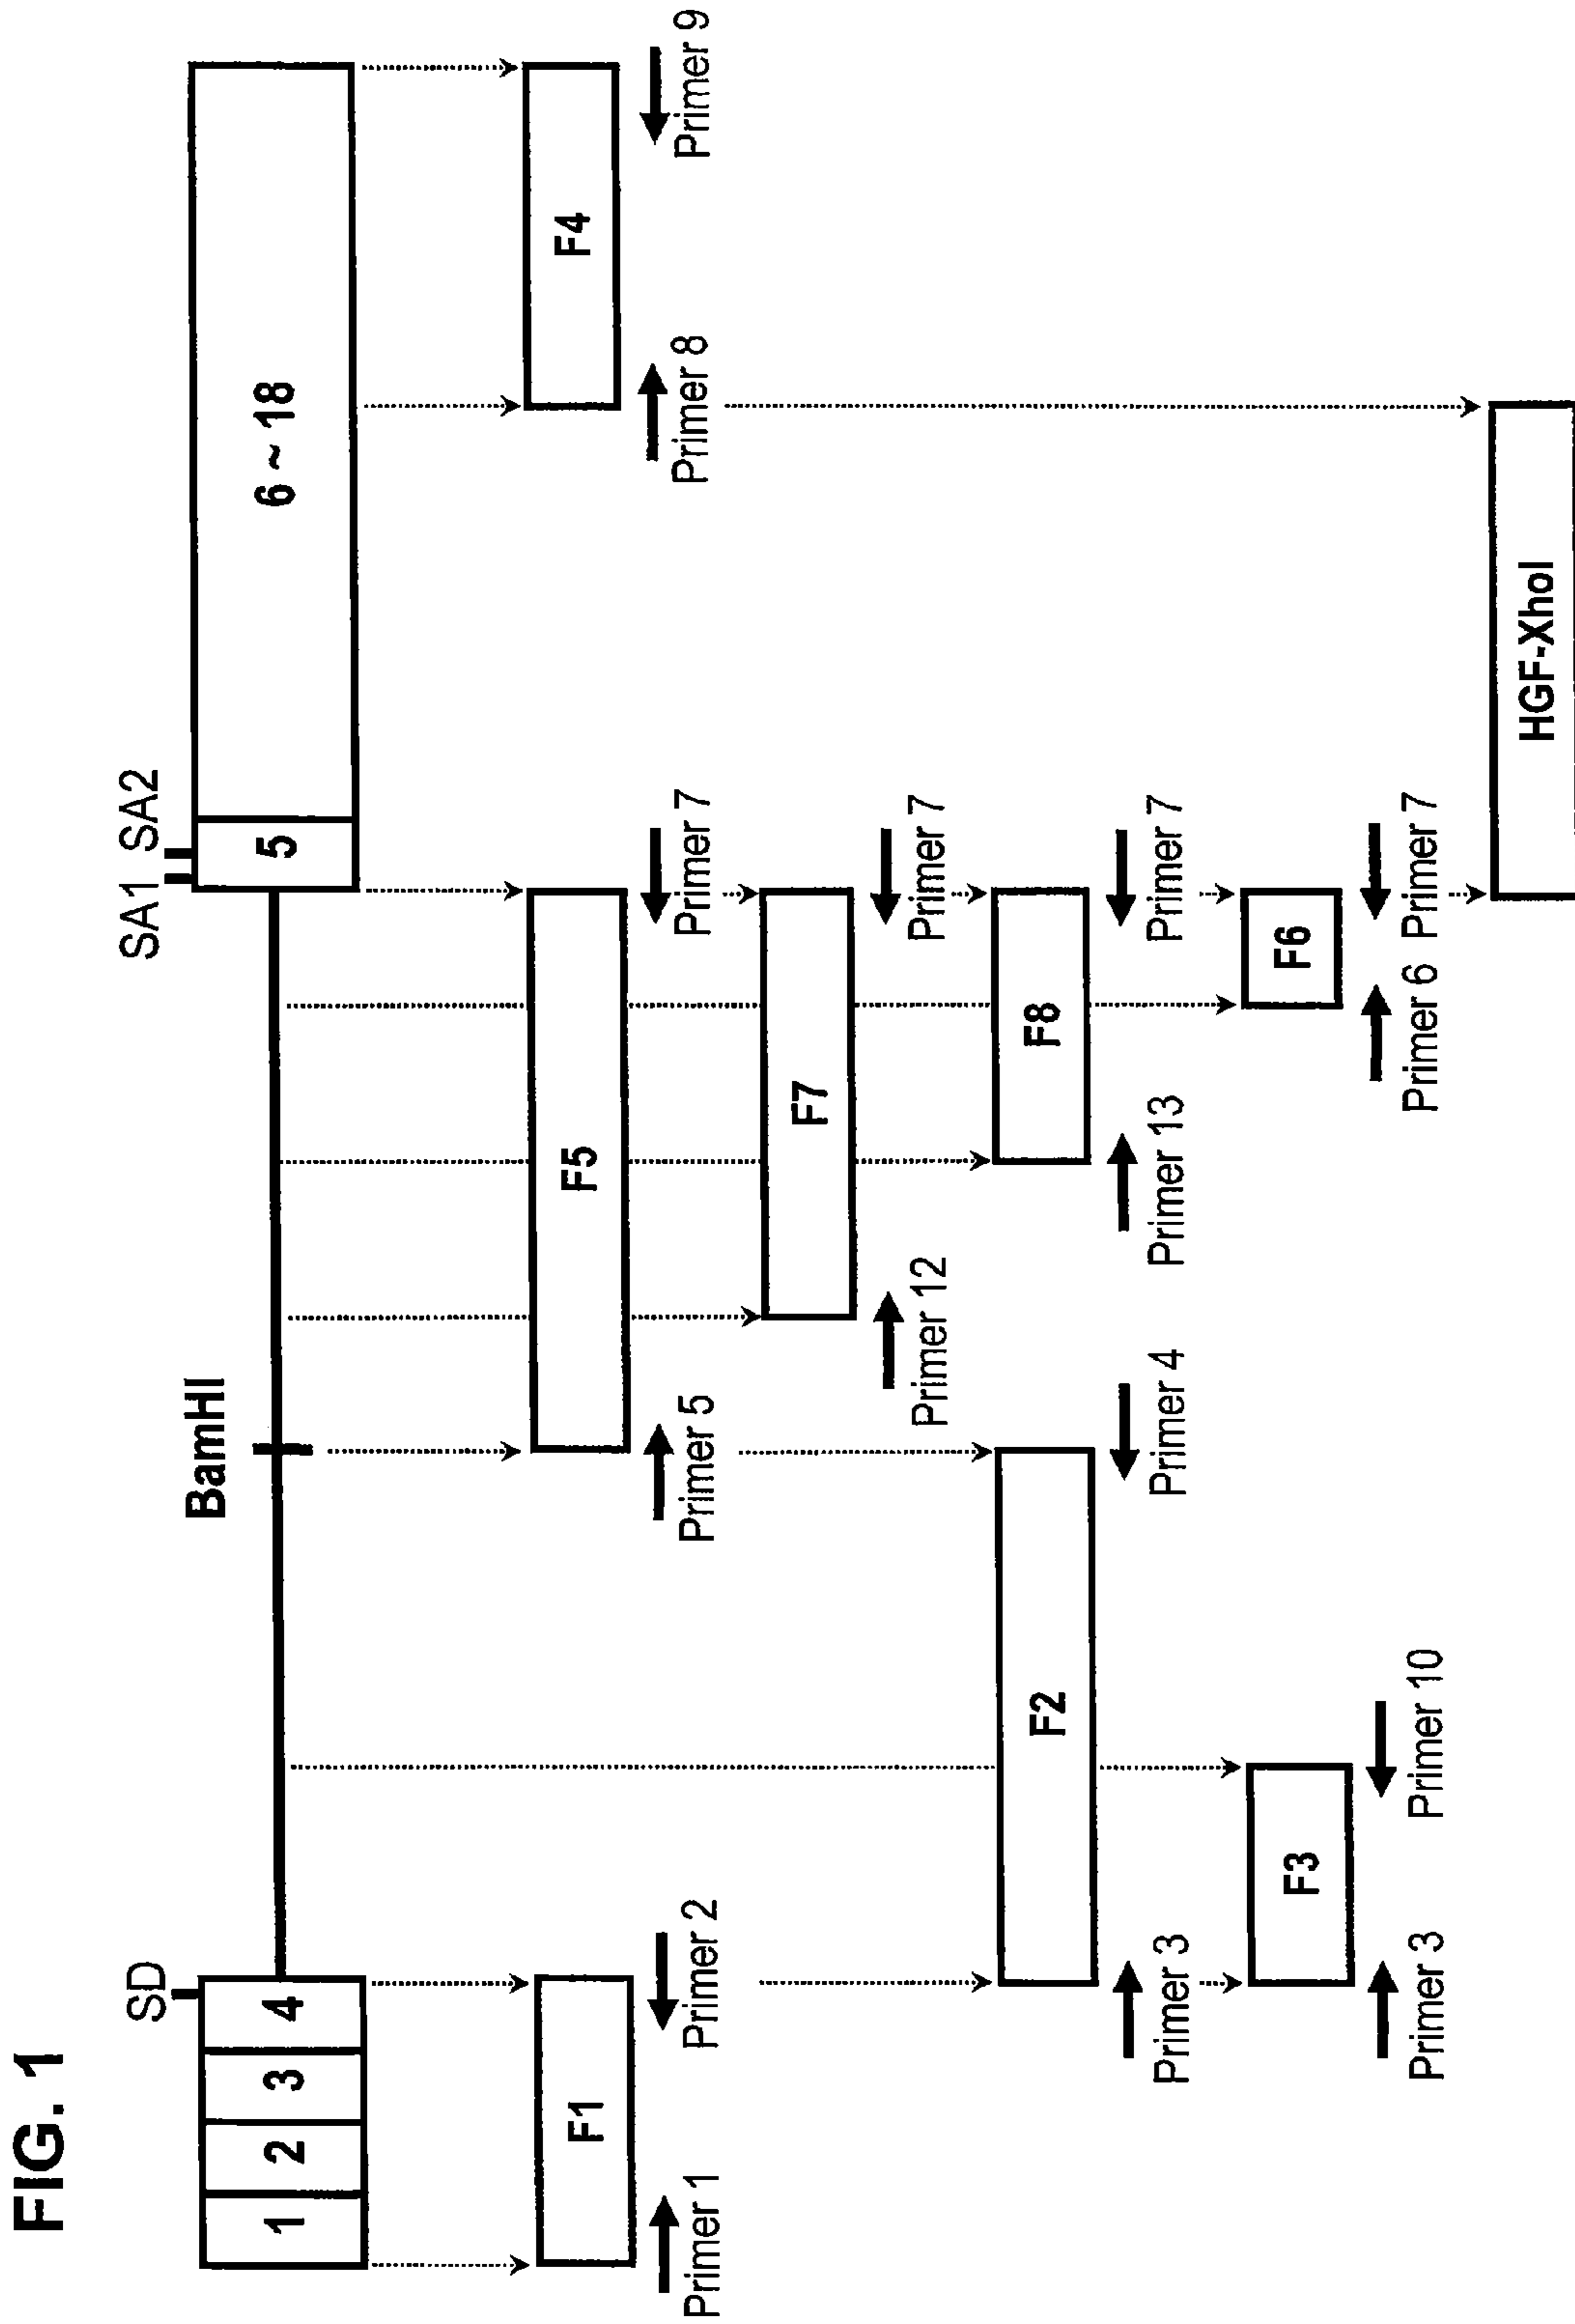 FIG. 1
SD
BamHI
SA1 SA2
1 2 3 4
5
6 ~ 18
F1
F5
F4
Primer 1
Primer 2
Primer 5
Primer 7
Primer 8
Primer 9
F7
Primer 12
Primer 7
F2
F8
Primer 3
Primer 4
Primer 13
Primer 7
F3
F6
Primer 3
Primer 10
Primer 6 Primer 7
HGF-XhoI